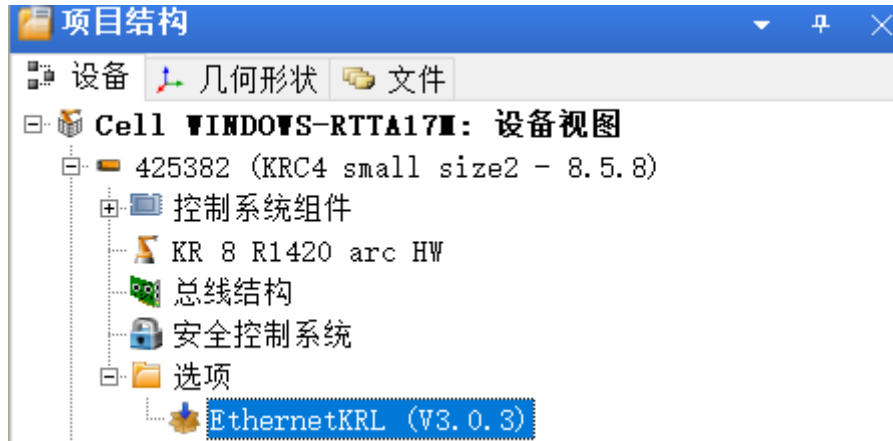 项目结构
设备 几何形状 文件
Cell WINDOWS-RTTA17M: 设备视图
425382 (KRC4 small size2 - 8.5.8)
控制系统组件
KR 8 R1420 arc HW
总线结构
安全控制系统
选项
EthernetKRL (V3.0.3)